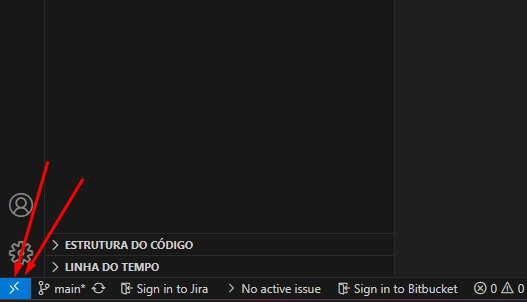 ESTRUTURA DO CÓDIGO
LINHA DO TEMPO
main* Sign in to Jira No active issue Sign in to Bitbucket 0 0